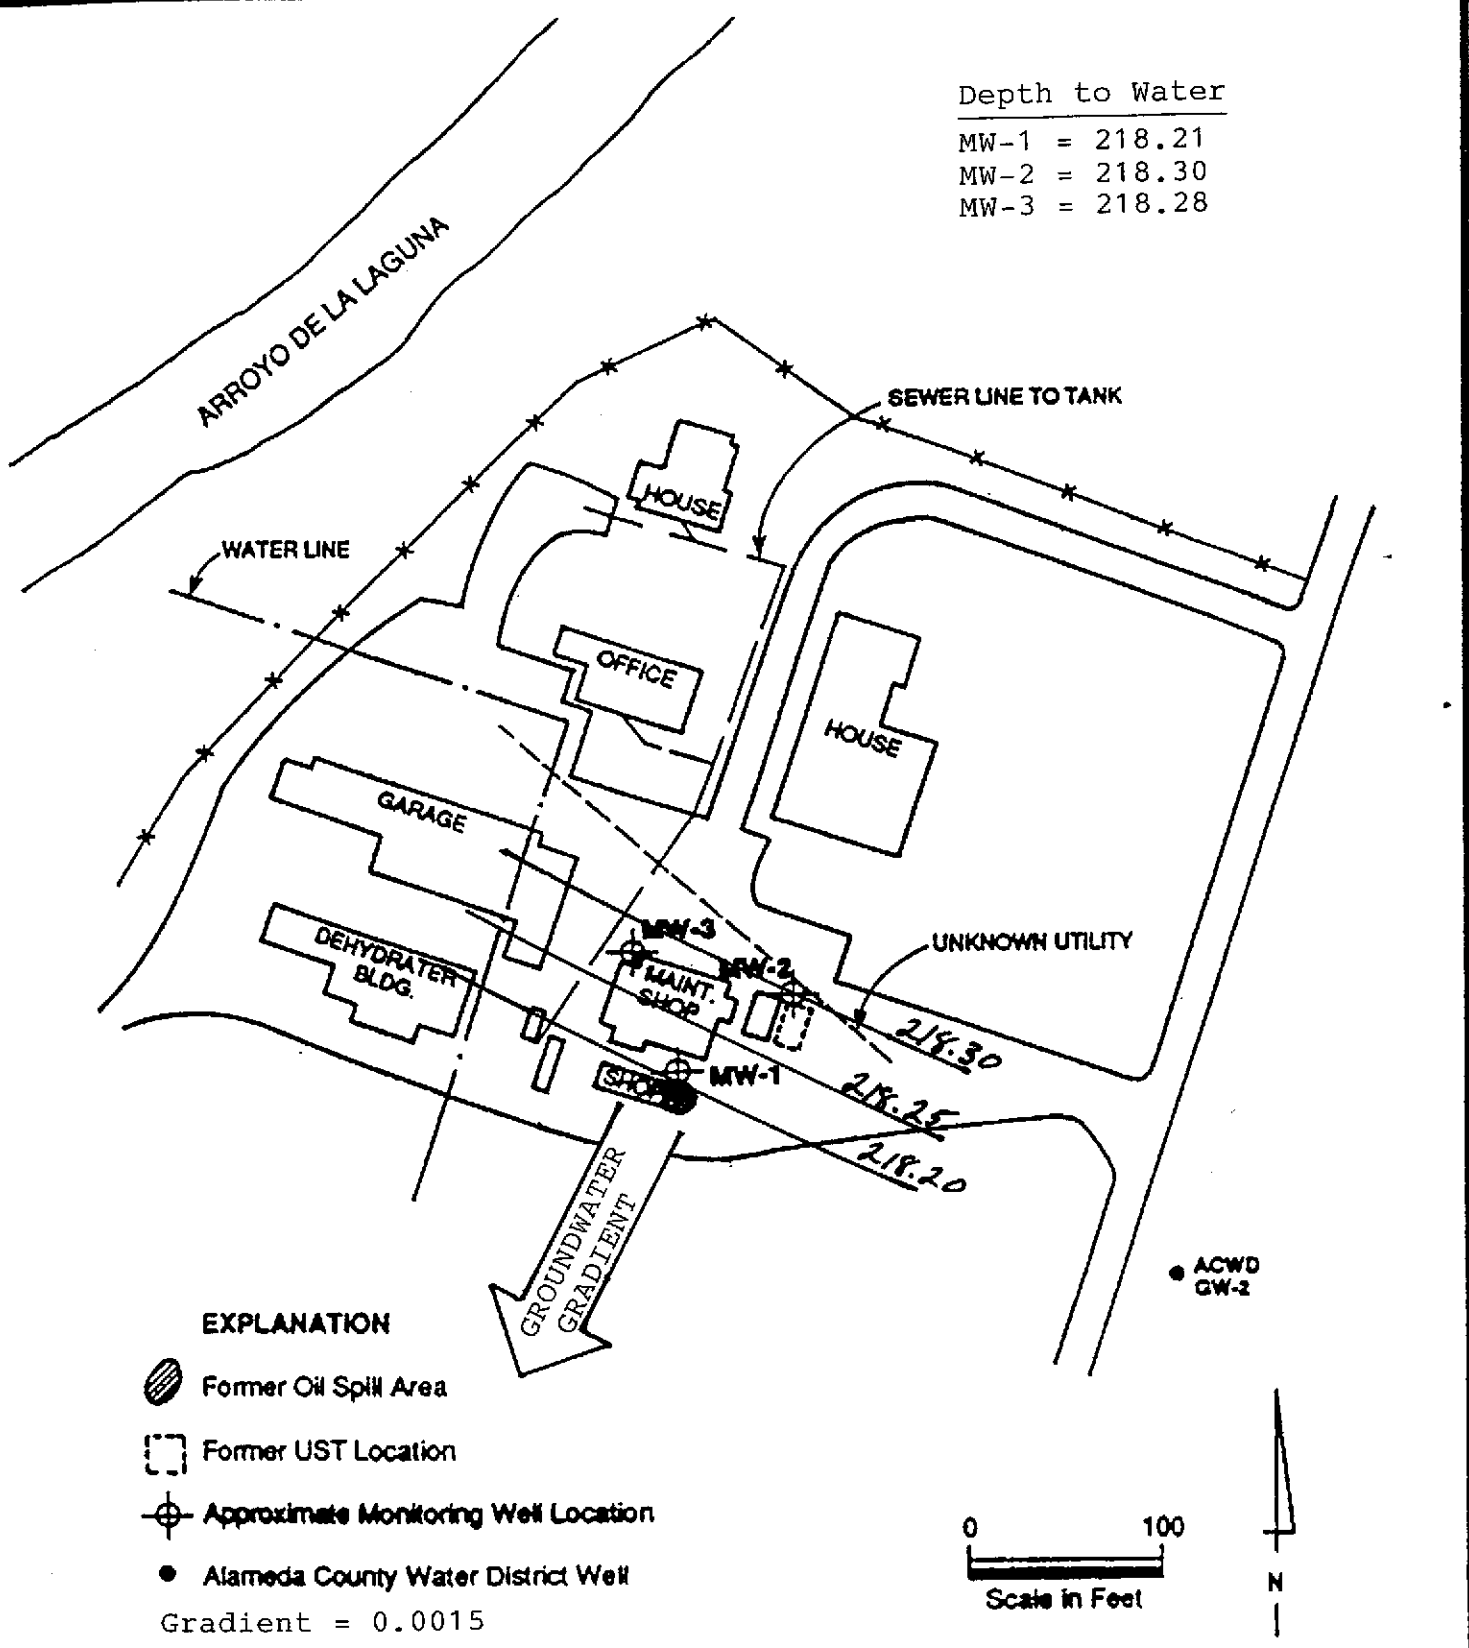 Depth to Water
MW-1 = 218.21
MW-2 = 218.30
MW-3 = 218.28
ARROYO DE LA LAGUNA
SEWER LINE TO TANK
HOUSE
WATER LINE
OFFICE
HOUSE
GARAGE
MW-3
UNKNOWN UTILITY
DEHYDRATER
BLDG.
MW-2
MAINT.
SHOP
218.30
MW-1
SHOP
218.25
218.20
GROUNDWATER
GRADIENT
ACWD
GW-2
EXPLANATION
Former Oil Spill Area
Former UST Location
Approximate Monitoring Well Location
Alameda County Water District Well
Gradient = 0.0015
0 100
Scale in Feet
N